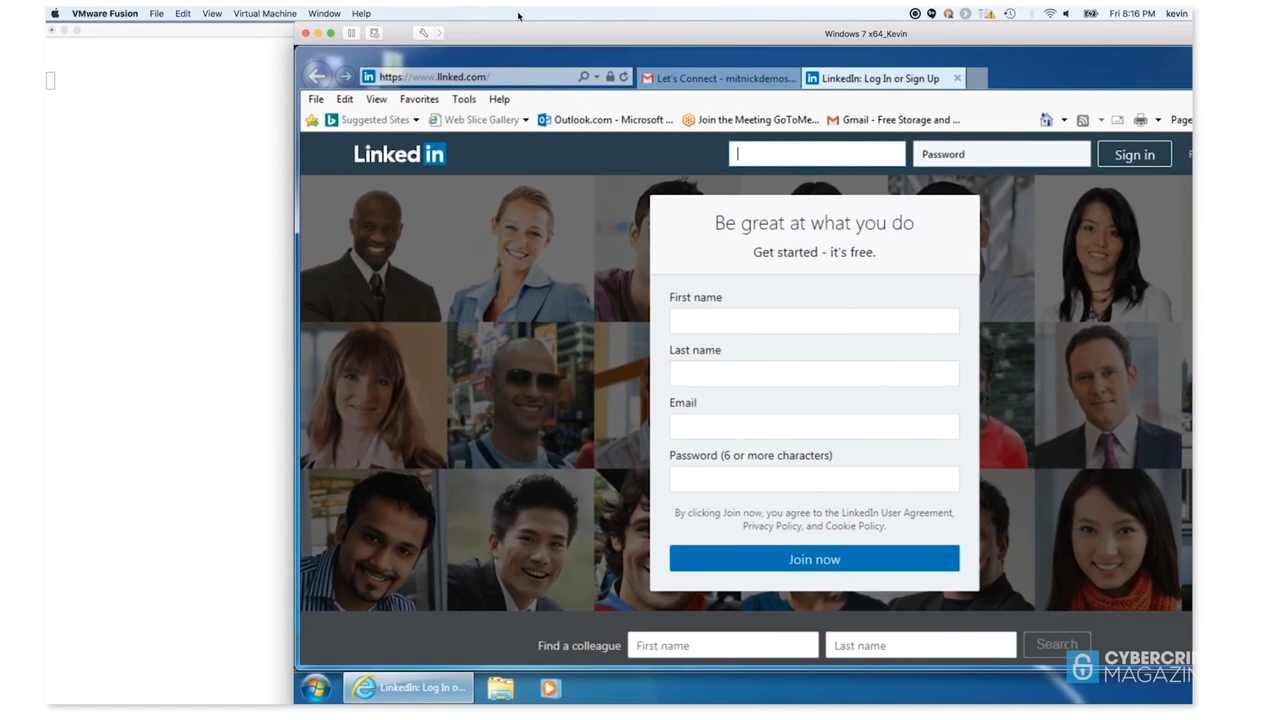 VMware Fusion File Edit View Virtual Machine Window Help Fri 8:16 PM kevin
Windows 7 x64_Kevin
https://www.llnked.com/ Let's Connect - mitnickdemos... LinkedIn: Log In or Sign Up
File Edit View Favorites Tools Help
Suggested Sites Web Slice Gallery Outlook.com - Microsoft ... Join the Meeting GoToMe... Gmail - Free Storage and ... Page
Linked in Password Sign in
Be great at what you do
Get started - it's free.
First name
Last name
Email
Password (6 or more characters)
By clicking Join now, you agree to the LinkedIn User Agreement,
Privacy Policy, and Cookie Policy.
Join now
Find a colleague First name Last name Search
CYBERCRI
MAGAZIN
LinkedIn: Log In o...